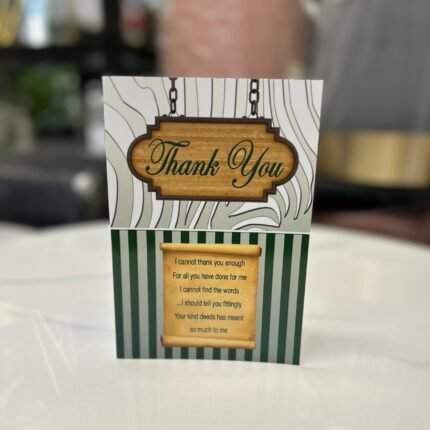 Thank You
I cannot thank you enough
For all you have done for me
I cannot find the words
...I should tell you fittingly
Your kind deeds has meant
so much to me